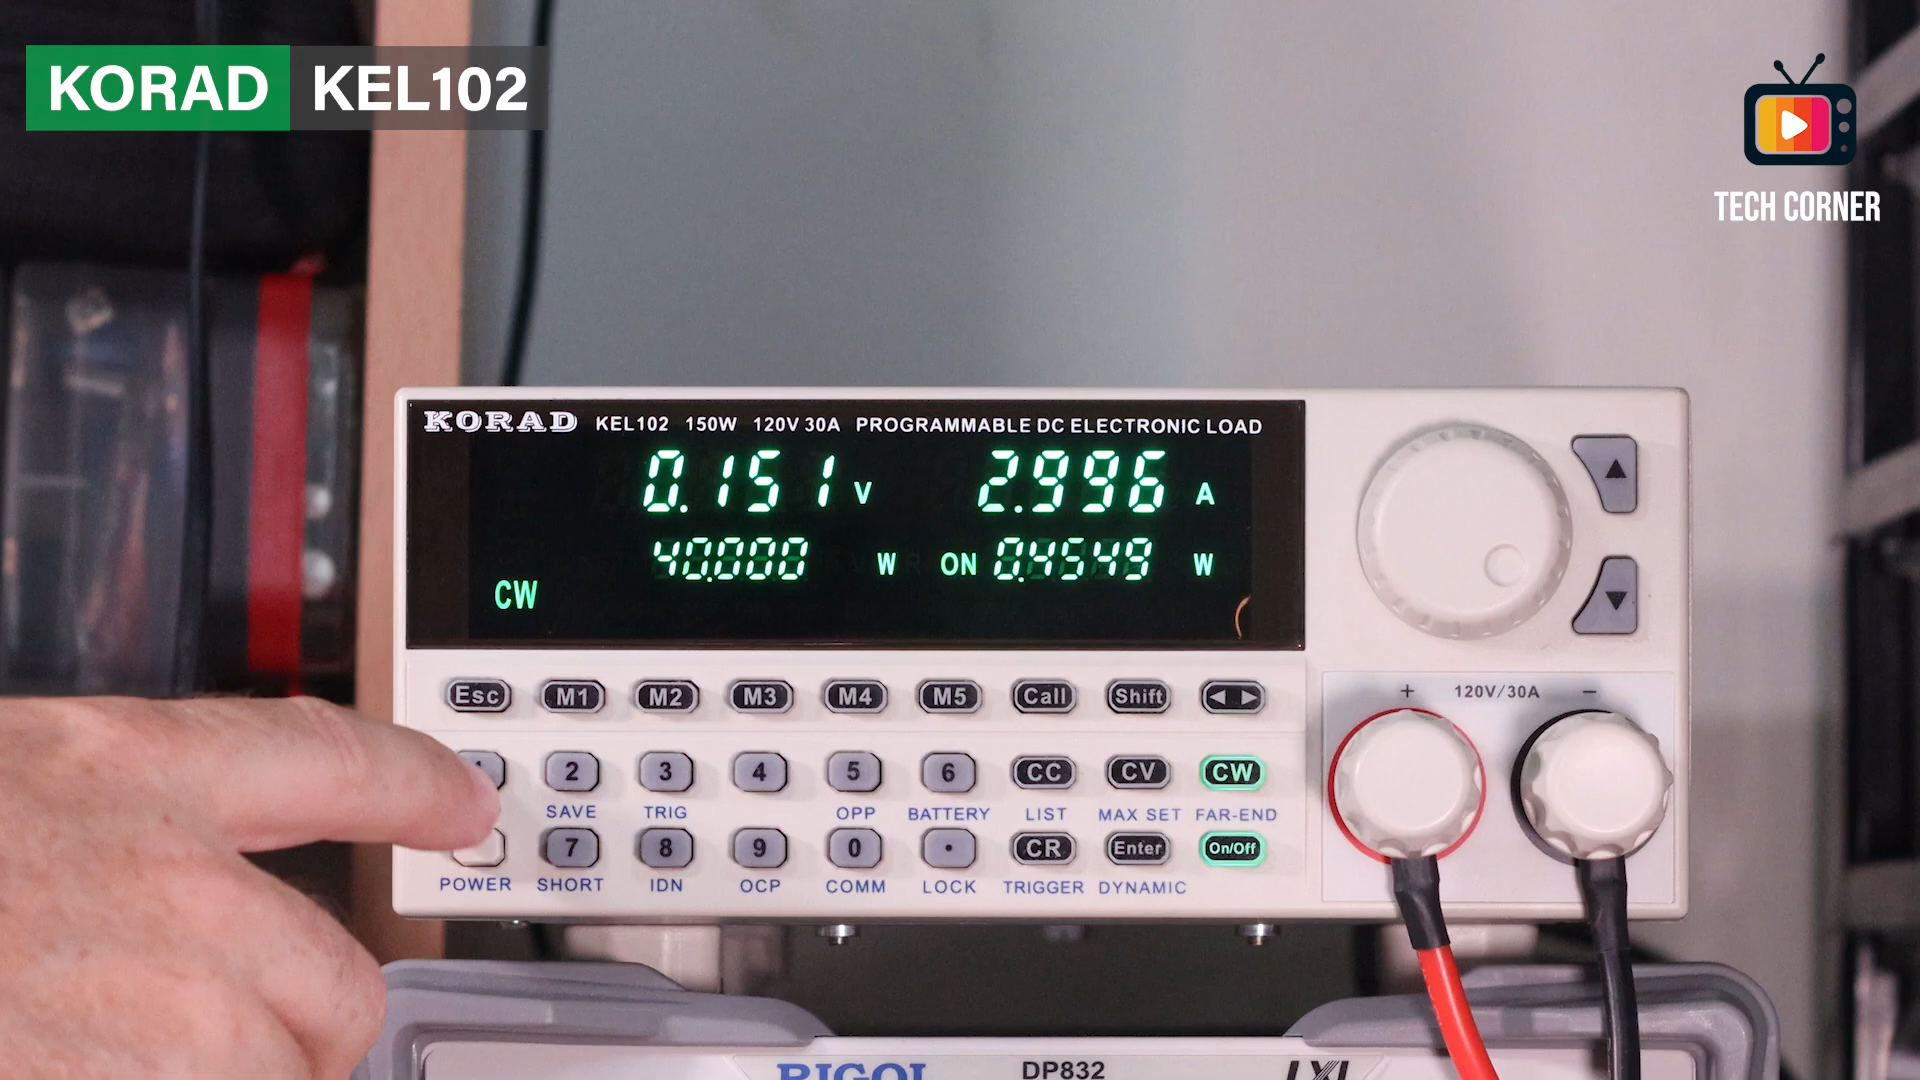 KORAD KEL102
TECH CORNER
KORAD KEL102 150W 120V 30A PROGRAMMABLE DC ELECTRONIC LOAD
0.151 V 2.996 A
40.000 W ON 0.4549 W
CW
Esc M1 M2 M3 M4 M5 Call Shift
+ 120V/30A −
1 2 3 4 5 6 CC CV CW
SAVE TRIG OPP BATTERY LIST MAX SET FAR-END
7 8 9 0 . CR Enter On/Off
POWER SHORT IDN OCP COMM LOCK TRIGGER DYNAMIC
RIGOL DP832 LXI